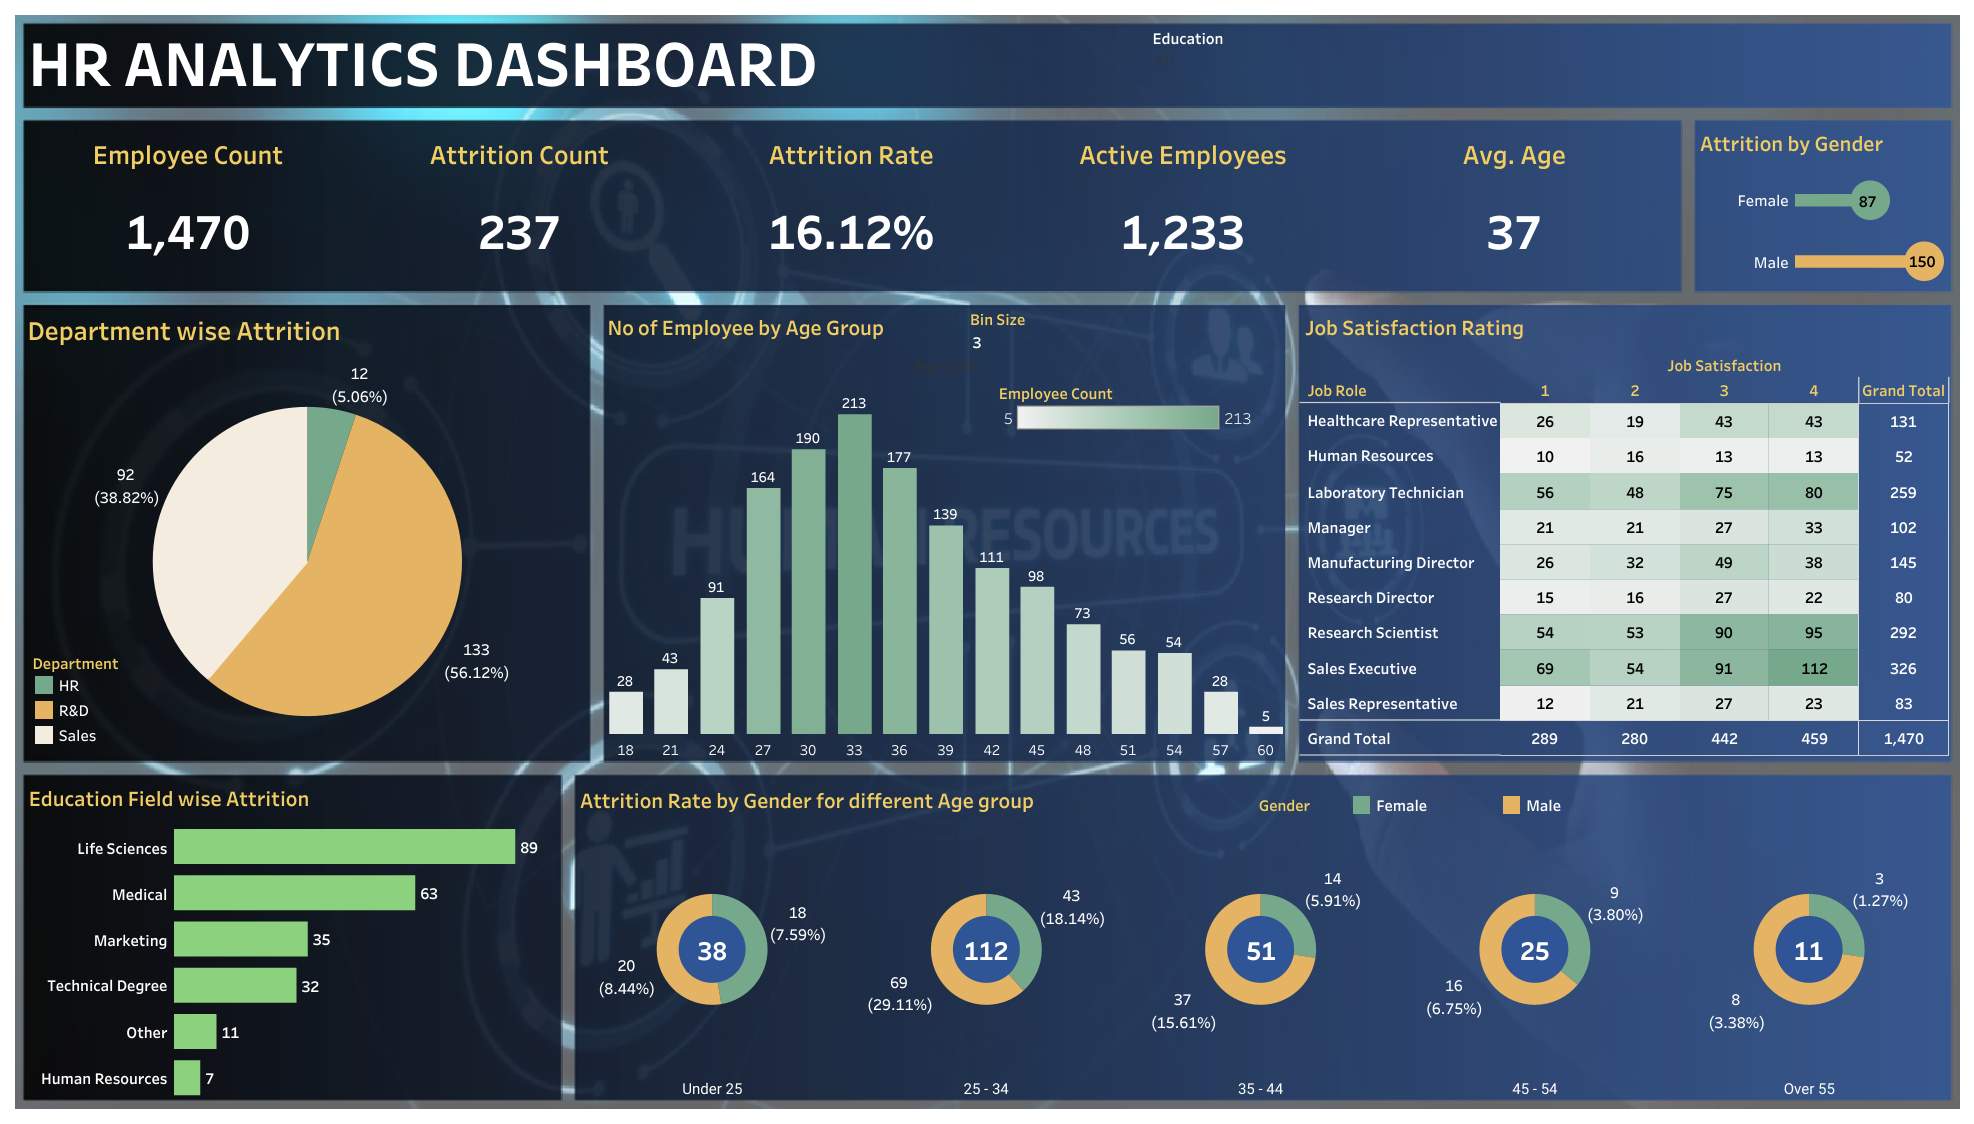 HR ANALYTICS DASHBOARD
Education
Employee Count
Attrition Count
Attrition Rate
Active Employees
Avg. Age
1,470
237
16.12%
1,233
37
Attrition by Gender
Female 87
Male 150
Department wise Attrition
12
(5.06%)
92
(38.82%)
133
(56.12%)
Department
HR
R&D
Sales
No of Employee by Age Group
Bin Size
3
Employee Count
5 213
28 43 91 164 190 213 177 139 111 98 73 56 54 28 5
HUMAN RESOURCES
18 21 24 27 30 33 36 39 42 45 48 51 54 57 60
Job Satisfaction Rating
Job Satisfaction
Job Role 1 2 3 4 Grand Total
Healthcare Representative 26 19 43 43 131
Human Resources 10 16 13 13 52
Laboratory Technician 56 48 75 80 259
Manager 21 21 27 33 102
Manufacturing Director 26 32 49 38 145
Research Director 15 16 27 22 80
Research Scientist 54 53 90 95 292
Sales Executive 69 54 91 112 326
Sales Representative 12 21 27 23 83
Grand Total 289 280 442 459 1,470
Education Field wise Attrition
Life Sciences 89
Medical 63
Marketing 35
Technical Degree 32
Other 11
Human Resources 7
Attrition Rate by Gender for different Age group
Gender Female Male
18
(7.59%)
38
20
(8.44%)
Under 25
43
(18.14%)
112
69
(29.11%)
25 - 34
14
(5.91%)
51
37
(15.61%)
35 - 44
9
(3.80%)
25
16
(6.75%)
45 - 54
3
(1.27%)
11
8
(3.38%)
Over 55